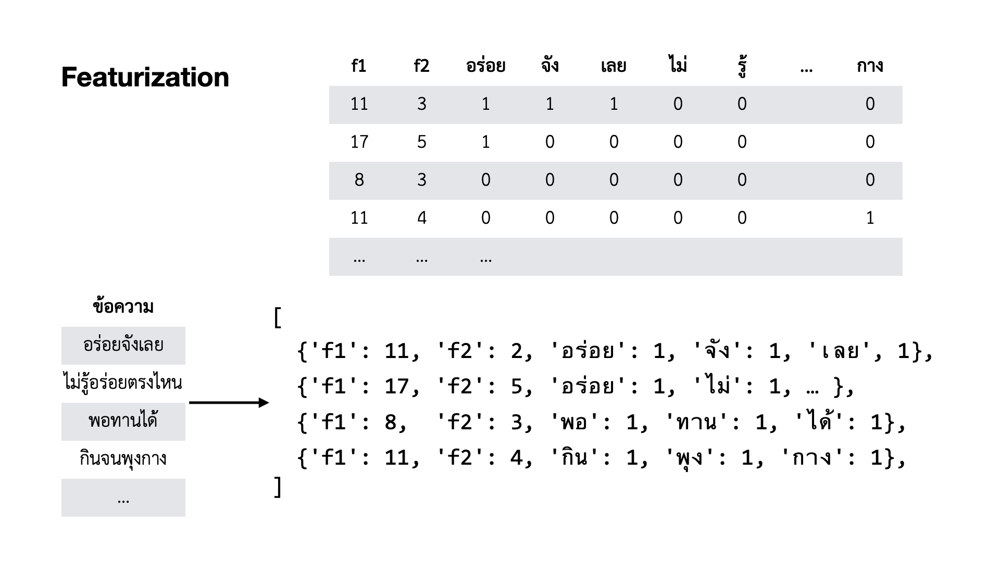 Featurization
f1 f2 อร่อย จัง เลย ไม่ รู้ ... กาง
11 3 1 1 1 0 0 0
17 5 1 0 0 0 0 0
8 3 0 0 0 0 0 0
11 4 0 0 0 0 0 1
... ... ...
ข้อความ
อร่อยจังเลย
ไม่รู้อร่อยตรงไหน
พอทานได้
กินจนพุงกาง
...
[
{'f1': 11, 'f2': 2, 'อร่อย': 1, 'จัง': 1, 'เลย', 1},
{'f1': 17, 'f2': 5, 'อร่อย': 1, 'ไม่': 1, … },
{'f1': 8, 'f2': 3, 'พอ': 1, 'ทาน': 1, 'ได้': 1},
{'f1': 11, 'f2': 4, 'กิน': 1, 'พุง': 1, 'กาง': 1},
]